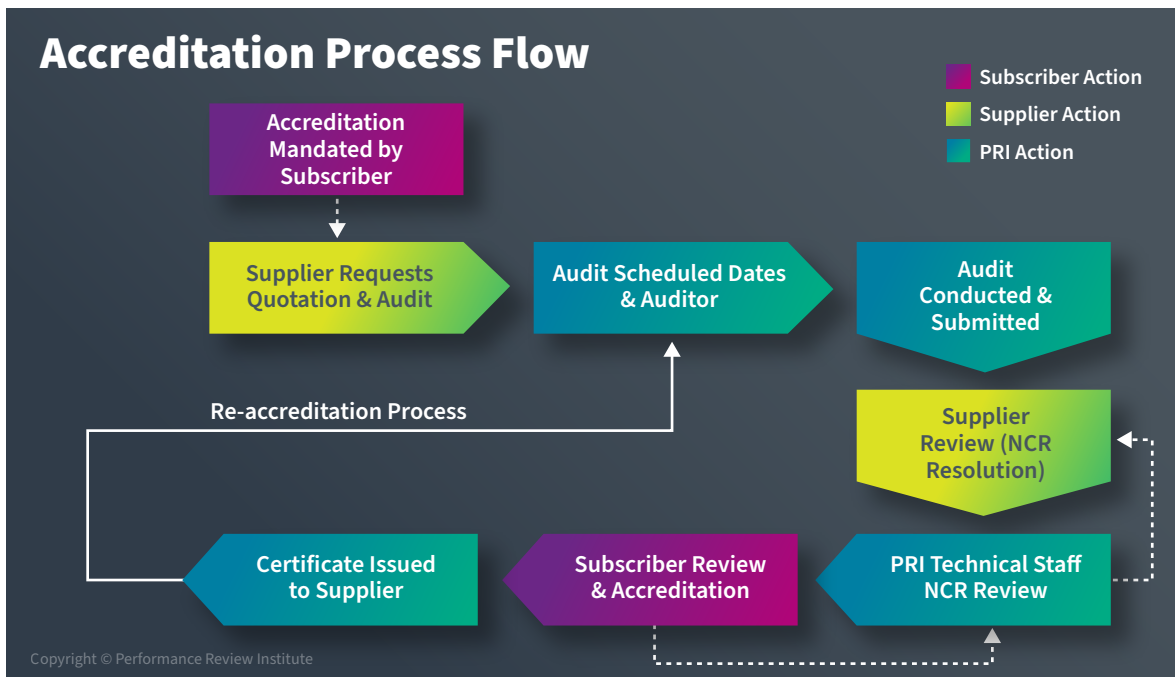 Accreditation Process Flow
Subscriber Action
Supplier Action
PRI Action
Accreditation
Mandated by
Subscriber
Supplier Requests
Quotation & Audit
Audit Scheduled Dates
& Auditor
Audit
Conducted &
Submitted
Supplier
Review (NCR
Resolution)
Re-accreditation Process
PRI Technical Staff
NCR Review
Subscriber Review
& Accreditation
Certificate Issued
to Supplier
Copyright © Performance Review Institute